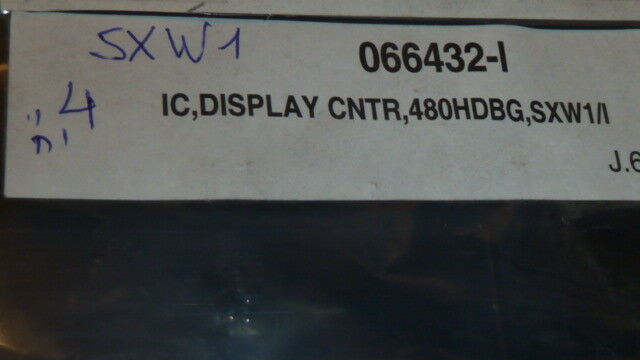 SXW1
066432-I
"4
IC,DISPLAY CNTR,480HDBG,SXW1/I
J.6